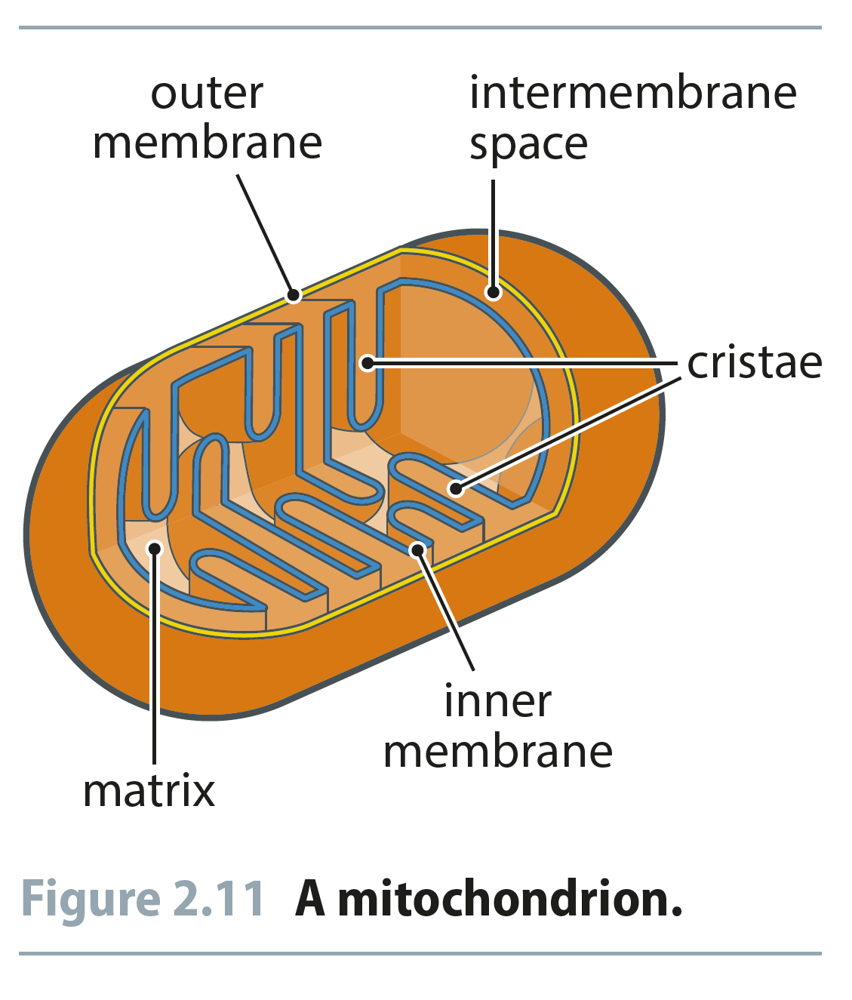 outer
membrane
intermembrane
space
cristae
inner
membrane
matrix
Figure 2.11 A mitochondrion.